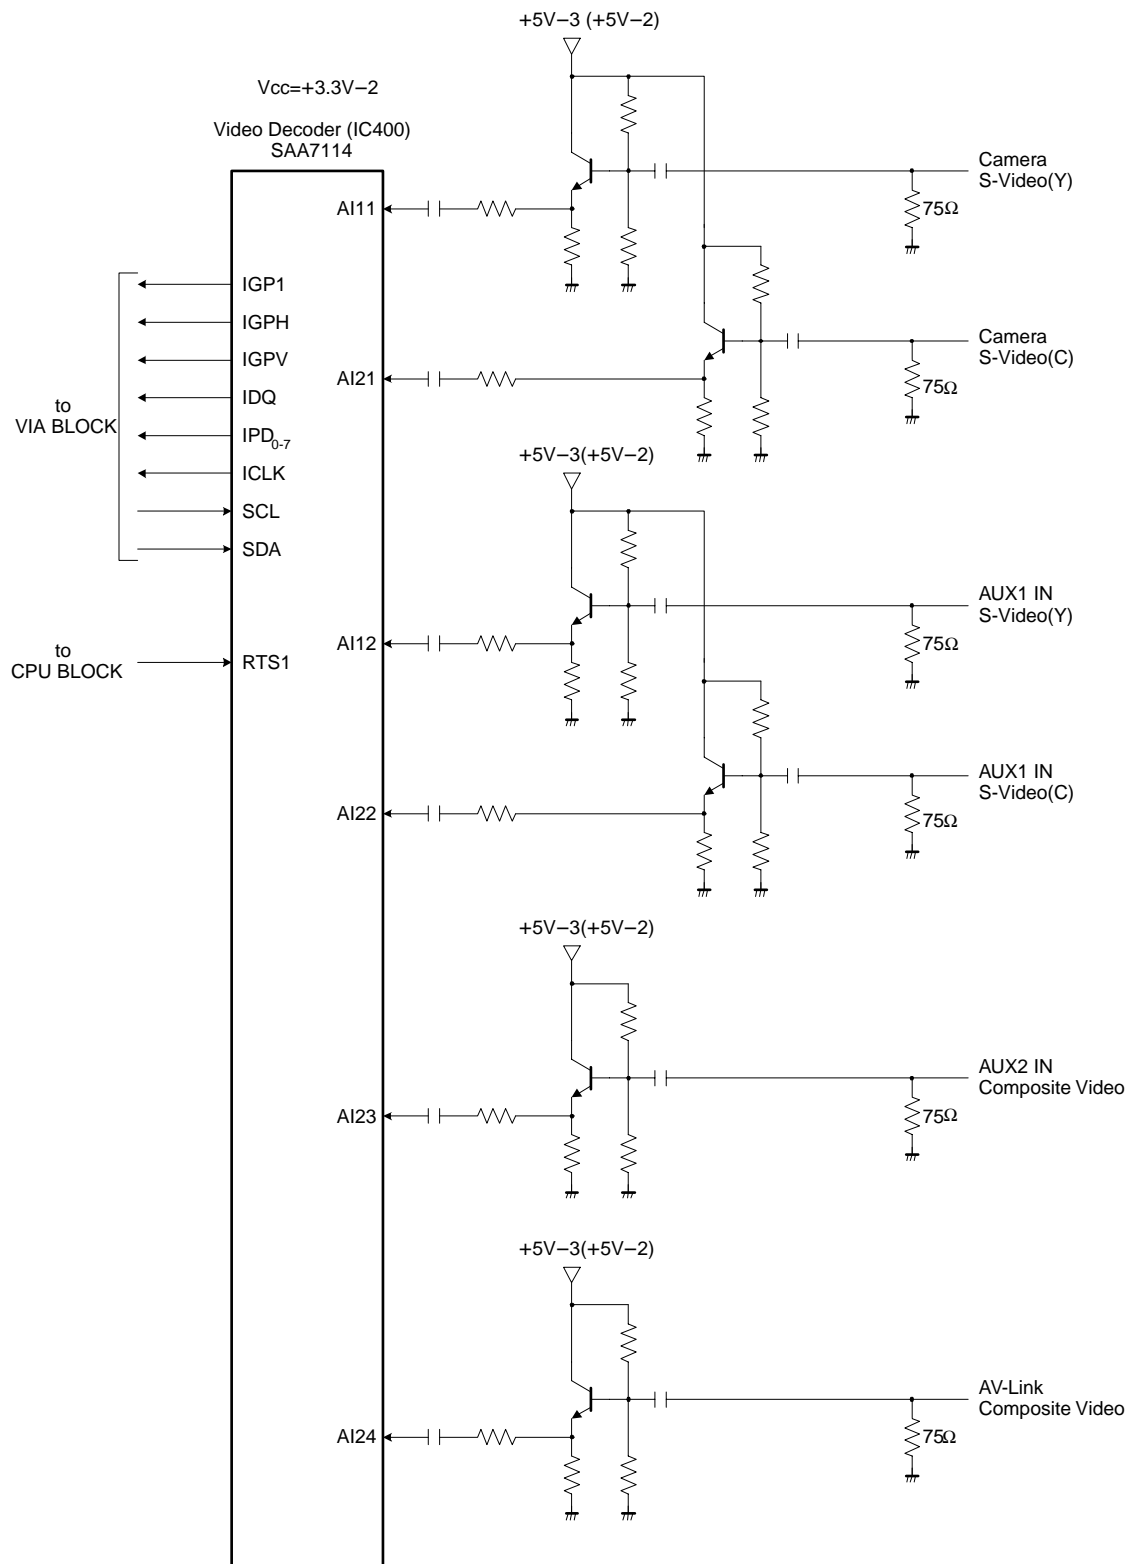 +5V−3 (+5V−2)
Vcc=+3.3V−2
Video Decoder (IC400)
SAA7114
Camera
S-Video(Y)
AI11
75Ω
IGP1
IGPH
Camera
S-Video(C)
IGPV
AI21
75Ω
IDQ
to
VIA BLOCK
IPD0-7
+5V−3(+5V−2)
ICLK
SCL
SDA
AUX1 IN
S-Video(Y)
AI12
75Ω
to
CPU BLOCK
RTS1
AUX1 IN
S-Video(C)
AI22
75Ω
+5V−3(+5V−2)
AUX2 IN
Composite Video
AI23
75Ω
+5V−3(+5V−2)
AV-Link
Composite Video
AI24
75Ω